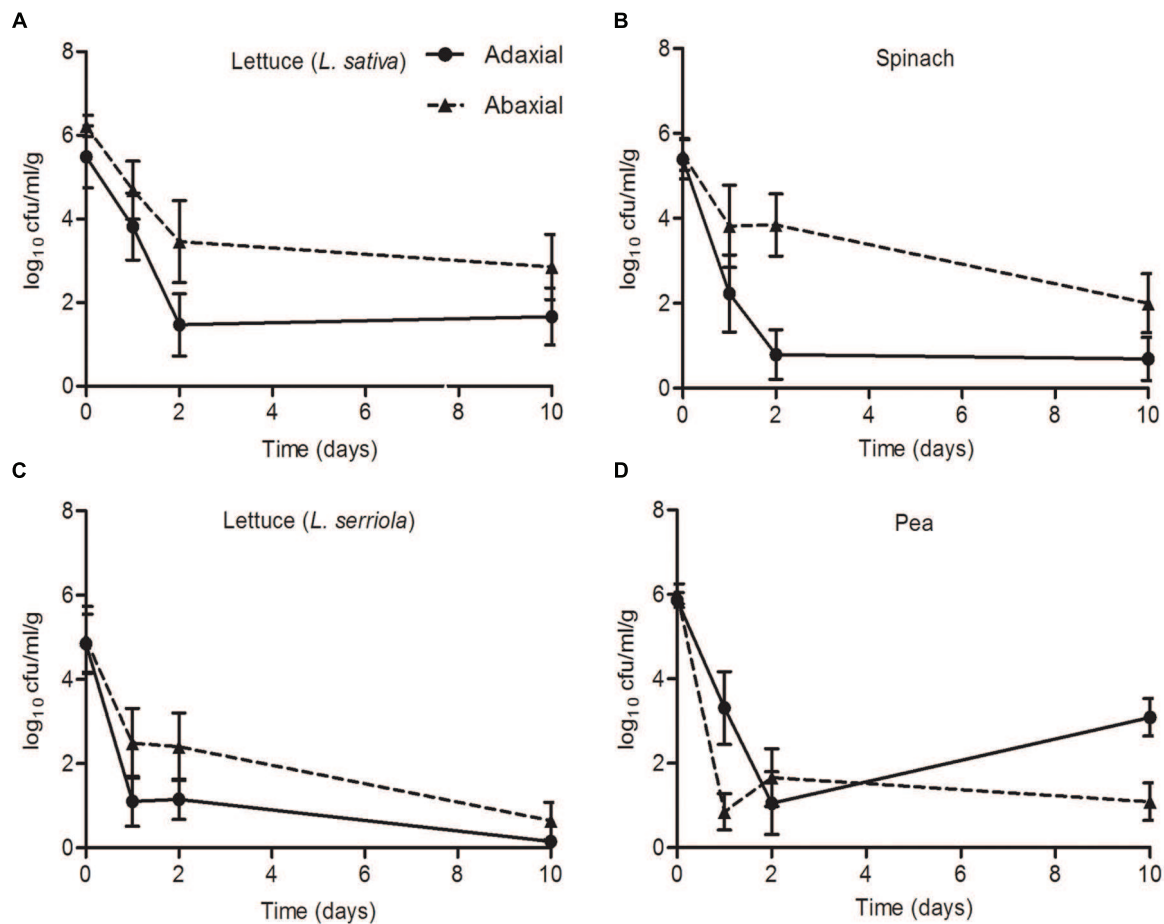 A
Lettuce (L. sativa)
Adaxial
Abaxial
log10 cfu/ml/g
8
6
4
2
0
0 2 4 6 8 10
Time (days)
B
Spinach
log10 cfu/ml/g
8
6
4
2
0
0 2 4 6 8 10
Time (days)
C
Lettuce (L. serriola)
log10 cfu/ml/g
8
6
4
2
0
0 2 4 6 8 10
Time (days)
D
Pea
log10 cfu/ml/g
8
6
4
2
0
0 2 4 6 8 10
Time (days)